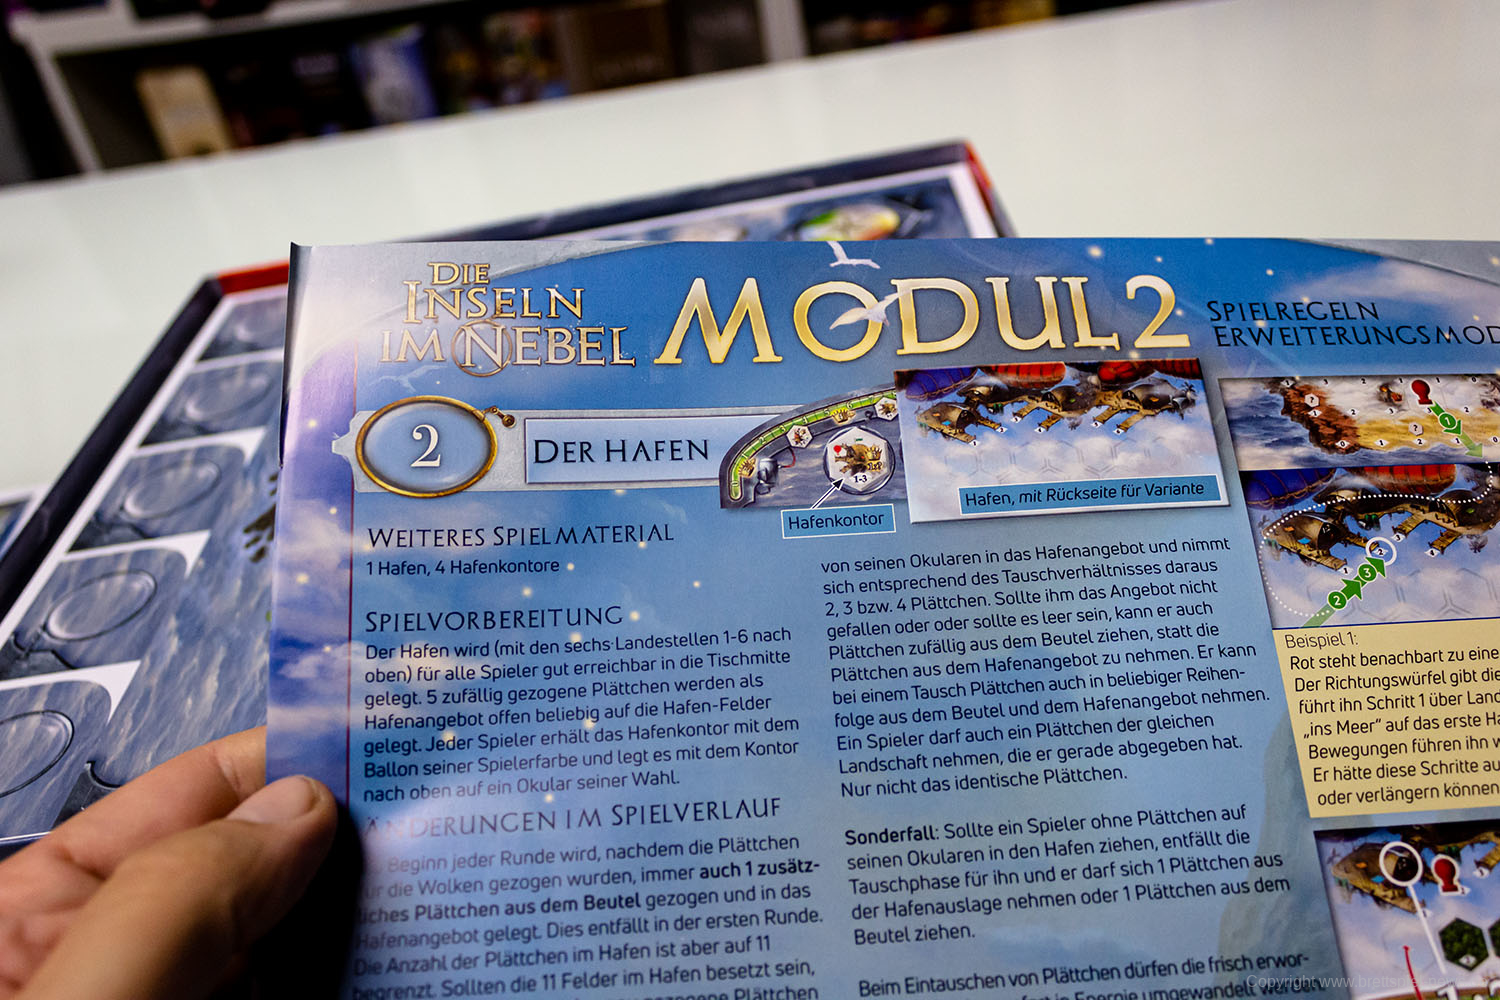 DIE
INSELN
IM NEBEL
MODUL 2
SPIELREGELN
2
DER HAFEN
Hafenkontor
Hafen, mit Rückseite für Variante
WEITERES SPIELMATERIAL
1 Hafen, 4 Hafenkontore
SPIELVORBEREITUNG
Der Hafen wird (mit den sechs Landestellen 1-6 nach
oben) für alle Spieler gut erreichbar in die Tischmitte
gelegt. 5 zufällig gezogene Plättchen werden als
Hafenangebot offen beliebig auf die Hafen-Felder
gelegt. Jeder Spieler erhält das Hafenkontor mit dem
Ballon seiner Spielerfarbe und legt es mit dem Kontor
nach oben auf ein Okular seiner Wahl.
ÄNDERUNGEN IM SPIELVERLAUF
Beginn jeder Runde wird, nachdem die Plättchen
für die Wolken gezogen wurden, immer auch 1 zusätz-
liches Plättchen aus dem Beutel gezogen und in das
Hafenangebot gelegt. Dies entfällt in der ersten Runde.
Die Anzahl der Plättchen im Hafen ist aber auf 11
begrenzt. Sollten die 11 Felder im Hafen besetzt sein,
Plättchen
von seinen Okularen in das Hafenangebot und nimmt
sich entsprechend des Tauschverhältnisses daraus
2, 3 bzw. 4 Plättchen. Sollte ihm das Angebot nicht
gefallen oder oder sollte es leer sein, kann er auch
Plättchen zufällig aus dem Beutel ziehen, statt die
Plättchen aus dem Hafenangebot zu nehmen. Er kann
bei einem Tausch Plättchen auch in beliebiger Reihen-
folge aus dem Beutel und dem Hafenangebot nehmen.
Ein Spieler darf auch ein Plättchen der gleichen
Landschaft nehmen, die er gerade abgegeben hat.
Nur nicht das identische Plättchen.
Sonderfall: Sollte ein Spieler ohne Plättchen auf
seinen Okularen in den Hafen ziehen, entfällt die
Tauschphase für ihn und er darf sich 1 Plättchen aus
der Hafenauslage nehmen oder 1 Plättchen aus dem
Beutel ziehen.
Beim Eintauschen von Plättchen dürfen die frisch erwor-
in Energie umgewandelt werden
Beispiel 1:
Rot steht benachbart zu eine
Der Richtungswürfel gibt die
führt ihn Schritt 1 über Land
„ins Meer" auf das erste Ha
Bewegungen führen ihn
Er hätte diese Schritte au
oder verlängern können
Copyright